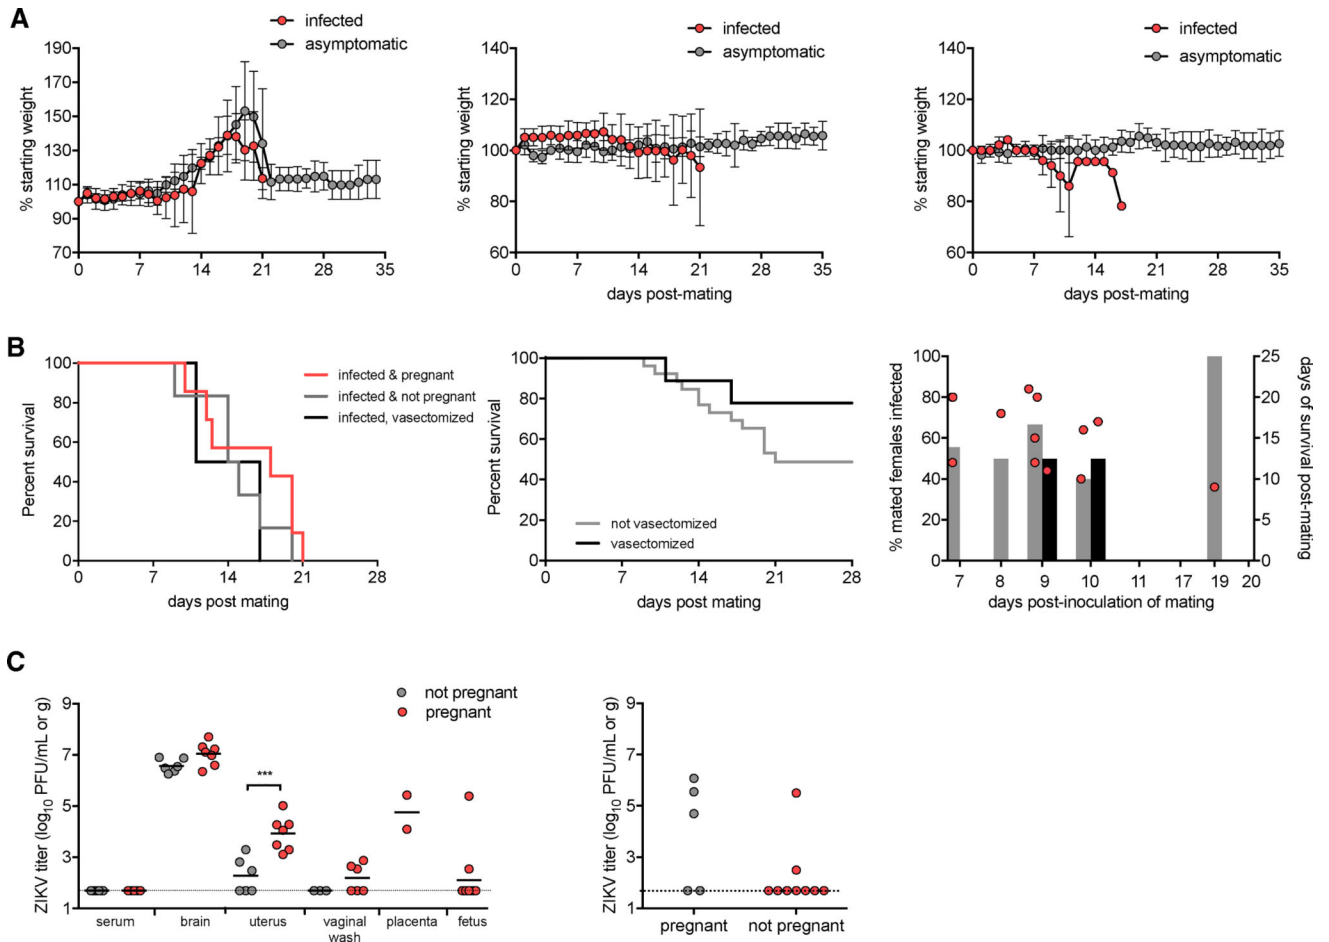 A
infected
asymptomatic
% starting weight
190
170
150
130
110
90
70
0 7 14 21 28 35
infected
asymptomatic
% starting weight
140
120
100
80
60
0 7 14 21 28 35
days post-mating
infected
asymptomatic
% starting weight
140
120
100
80
60
0 7 14 21 28 35
days post-mating
B
Percent survival
100
80
60
40
20
0
infected & pregnant
infected & not pregnant
infected, vasectomized
0 7 14 21 28
days post mating
Percent survival
100
80
60
40
20
0
not vasectomized
vasectomized
0 7 14 21 28
days post mating
% mated females infected
100
80
60
40
20
0
25
20
15
10
5
0
days of survival post-mating
7 8 9 10 11 17 19 20
days post-inoculation of mating
C
not pregnant
pregnant
ZIKV titer (log10 PFU/mL or g)
9
7
5
3
1
***
serum brain uterus vaginal placenta fetus
wash
ZIKV titer (log10 PFU/mL or g)
9
7
5
3
1
pregnant not pregnant